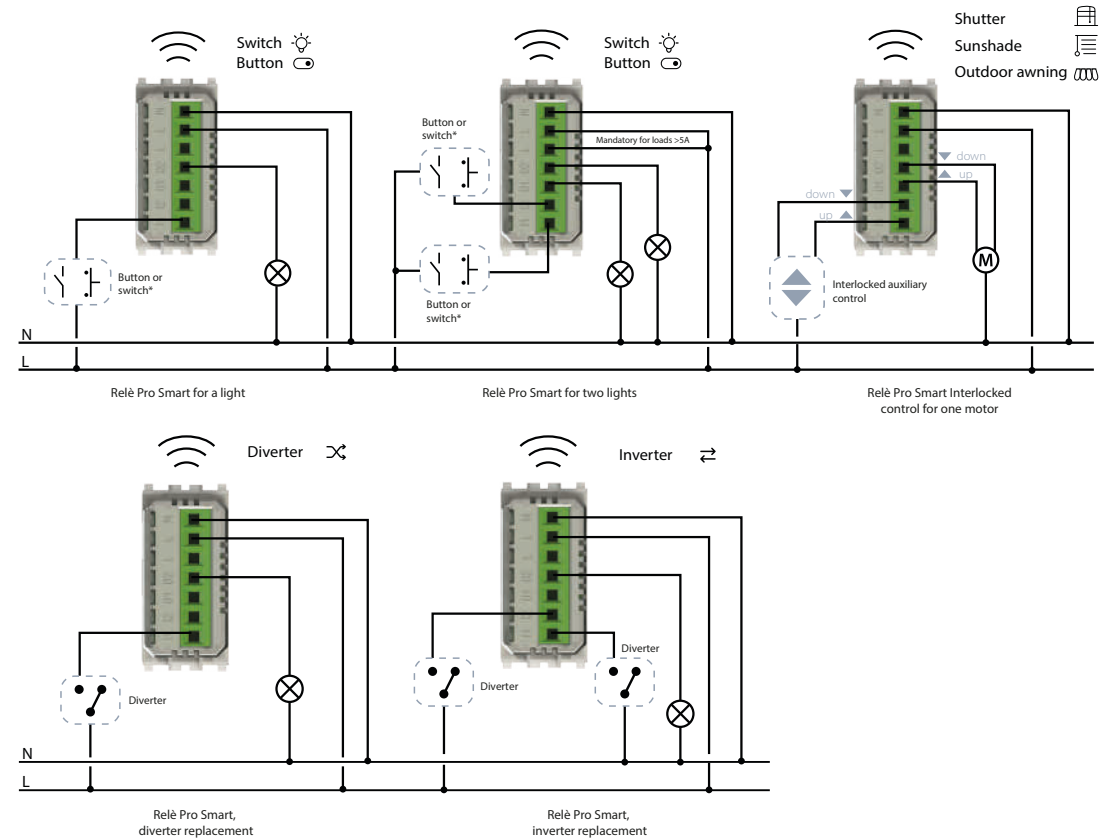 Switch
Button
Switch
Button
Shutter
Sunshade
Outdoor awning
Button or
switch*
Mandatory for loads >5A
down
up
down
up
Button or
switch*
Button or
switch*
M
Interlocked auxiliary
control
N
L
Relè Pro Smart for a light
Relè Pro Smart for two lights
Relè Pro Smart Interlocked
control for one motor
Diverter
Inverter
Diverter
Diverter
Diverter
N
L
Relè Pro Smart,
diverter replacement
Relè Pro Smart,
inverter replacement